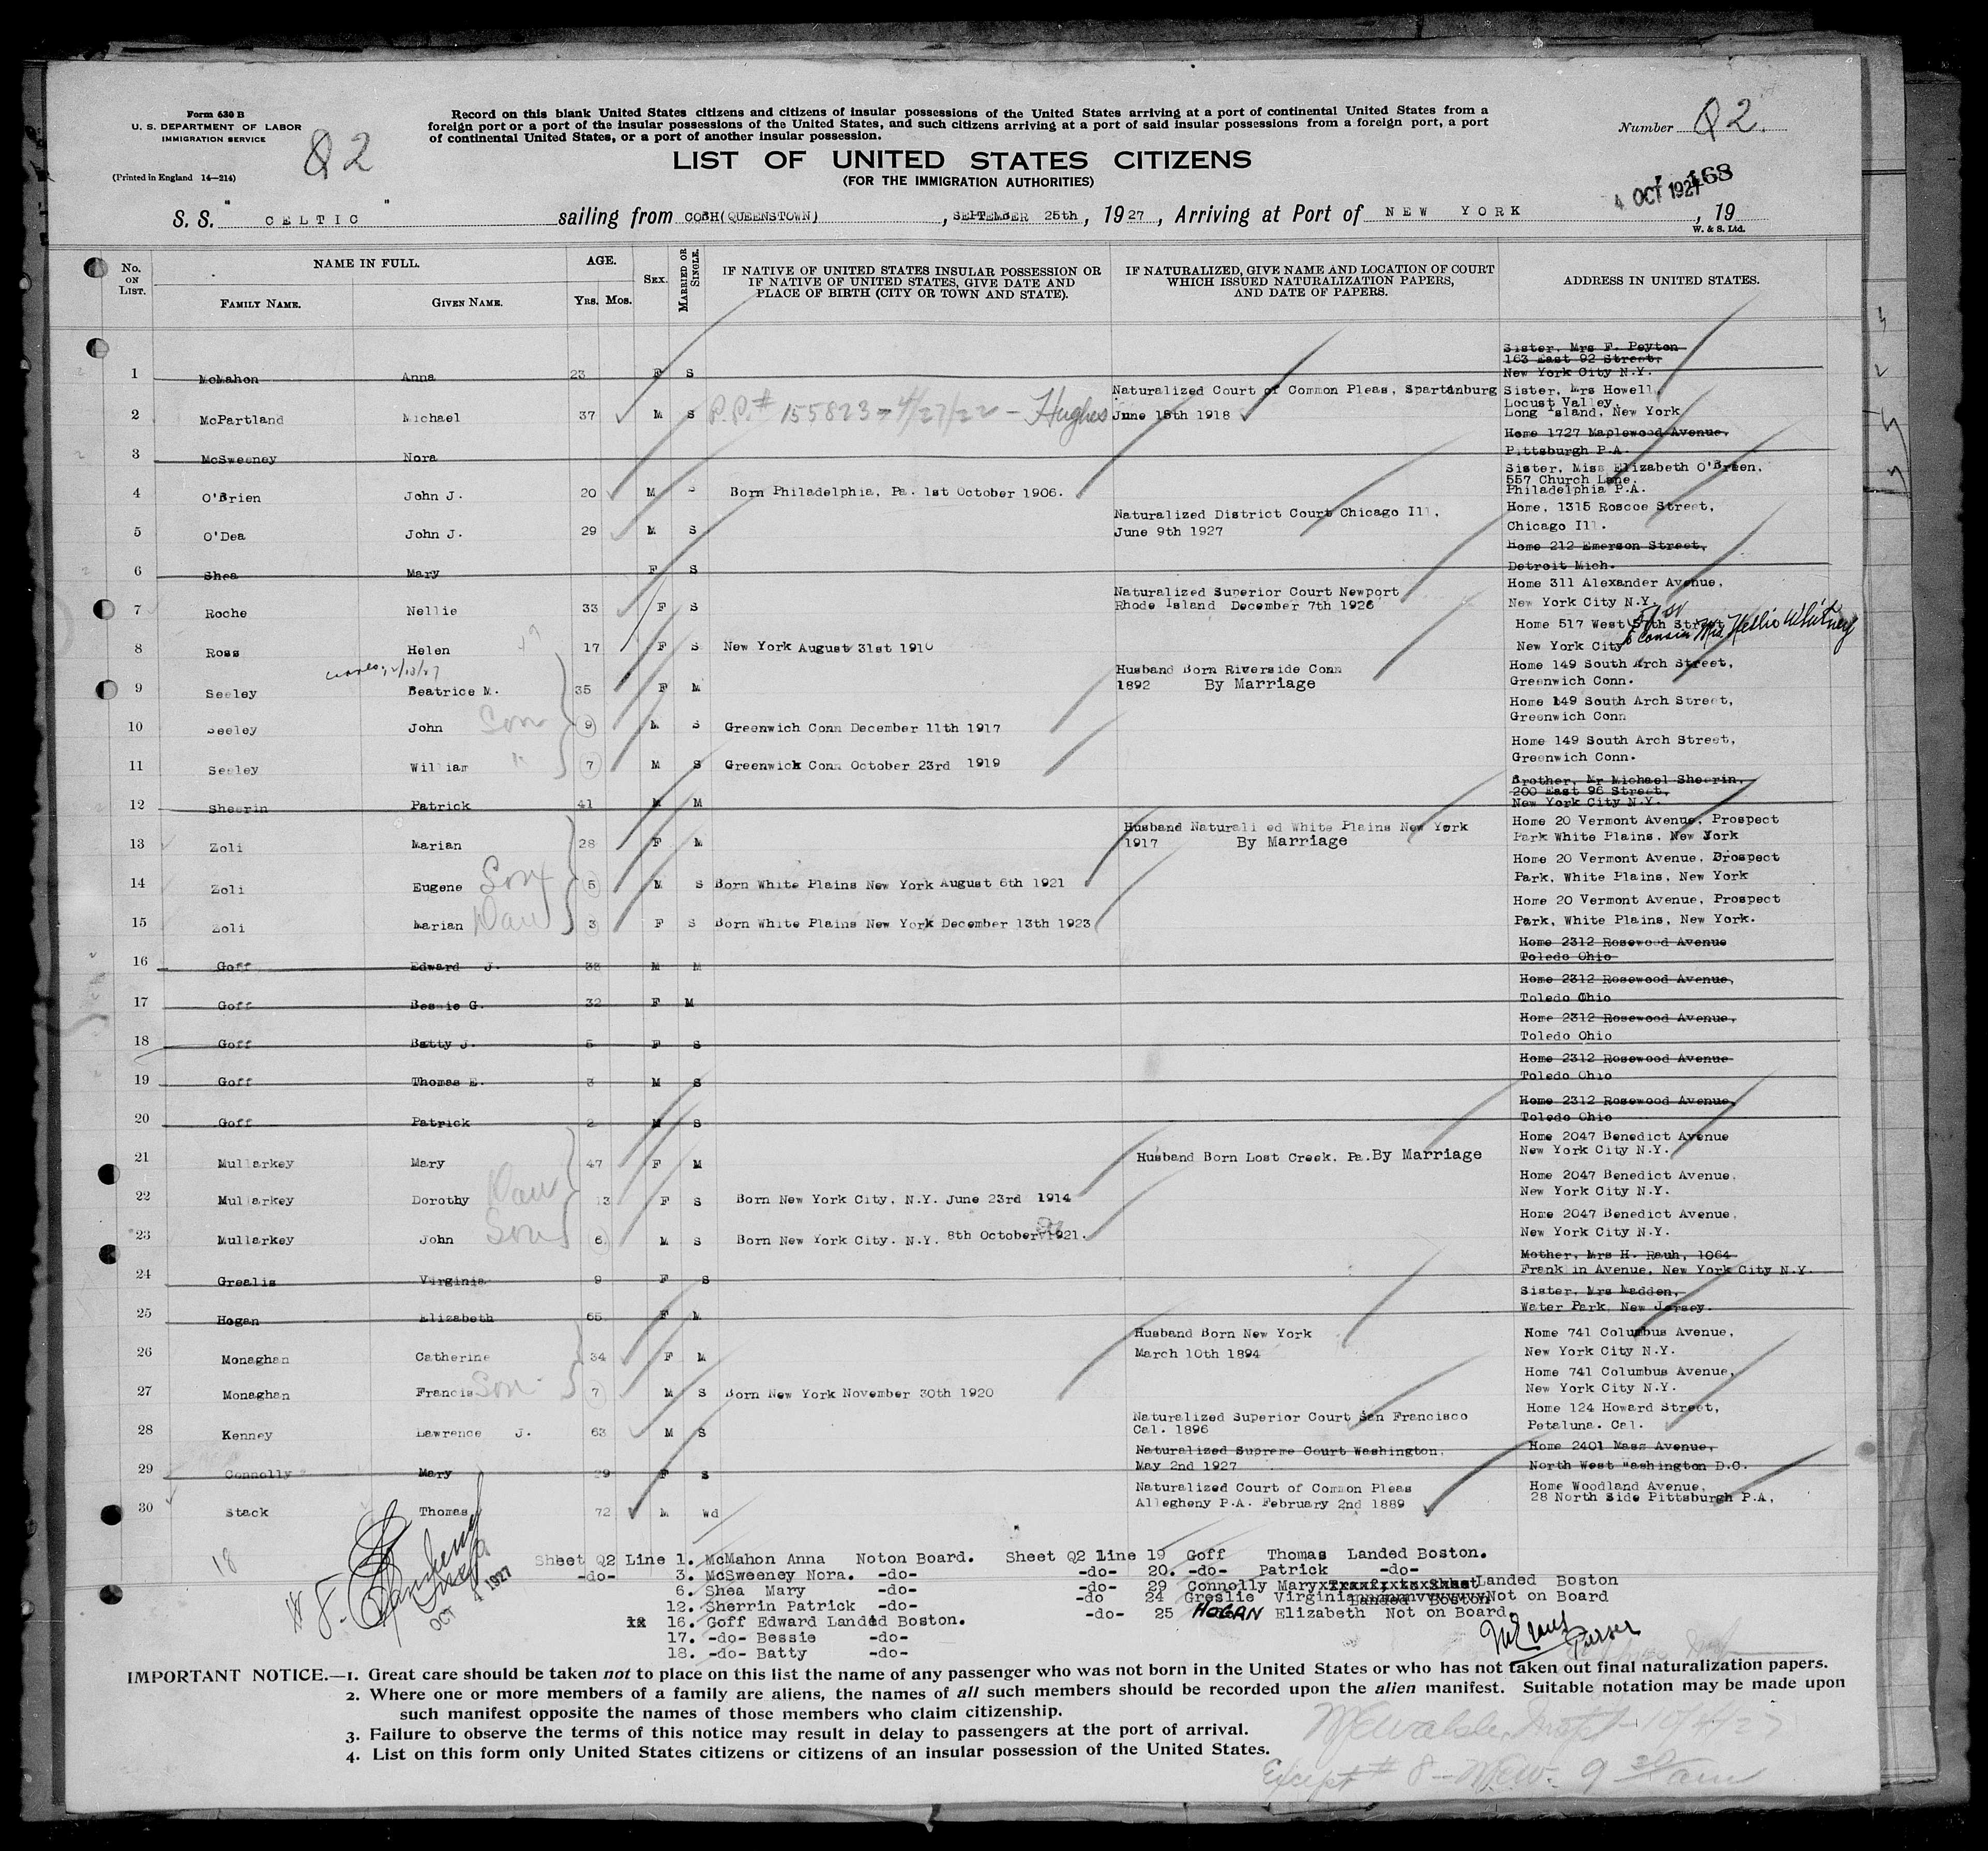 Form 630 B
U. S. DEPARTMENT OF LABOR
IMMIGRATION SERVICE
(Printed in England 14—214)
Q2
Record on this blank United States citizens and citizens of insular possessions of the United States arriving at a port of continental United States from a
foreign port or a port of the insular possessions of the United States, and such citizens arriving at a port of said insular possessions from a foreign port, a port
of continental United States, or a port of another insular possession.
Number Q2.
LIST OF UNITED STATES CITIZENS
(FOR THE IMMIGRATION AUTHORITIES)
4 OCT 1927 168
S. S. "CELTIC" sailing from COBH(QUEENSTOWN), SEPTEMBER 25th, 1927, Arriving at Port of NEW YORK, 19
W. & S. Ltd.
No. ON LIST. NAME IN FULL. FAMILY NAME. GIVEN NAME. AGE. YRS. MOS. SEX. MARRIED OR SINGLE.
IF NATIVE OF UNITED STATES INSULAR POSSESSION OR
IF NATIVE OF UNITED STATES, GIVE DATE AND
PLACE OF BIRTH (CITY OR TOWN AND STATE).
IF NATURALIZED, GIVE NAME AND LOCATION OF COURT
WHICH ISSUED NATURALIZATION PAPERS,
AND DATE OF PAPERS.
ADDRESS IN UNITED STATES.
1 McMahon Anna 23 F S Sister, Mrs F. Peyton
163 East 92 Street,
New York City N.Y.
2 McPartland Michael 37 M S P.P.# 155823 - 4/27/22 - Hughes Naturalized Court of Common Pleas, Spartanburg
June 15th 1918 Sister, Mrs Howell,
Locust Valley,
Long Island, New York
3 McSweeney Nora Home 1727 Maplewood Avenue,
Pittsburgh P.A.
4 O'Brien John J. 20 M S Born Philadelphia, Pa. 1st October 1906. Sister, Miss Elizabeth O'Brien,
557 Church Lane,
Philadelphia P.A.
5 O'Dea John J. 29 M S Naturalized District Court Chicago Ill,
June 9th 1927 Home, 1315 Roscoe Street,
Chicago Ill.
6 Shea Mary F S Home 212 Emerson Street,
Detroit Mich.
7 Roche Nellie 33 F S Naturalized Superior Court Newport
Rhode Island December 7th 1926 Home 311 Alexander Avenue,
New York City N.Y.
8 Ross Helen 17 F S New York August 31st 1910 Home 517 West Street
New York City cousin Mrs Nellie Whitney
9 Seeley Beatrice M. 35 F M Husband Born Riverside Conn
1892 By Marriage Home 149 South Arch Street,
Greenwich Conn.
10 Seeley John Son 9 M S Greenwich Conn December 11th 1917 Home 149 South Arch Street,
Greenwich Conn
11 Seeley William " 7 M S Greenwich Conn October 23rd 1919 Home 149 South Arch Street,
Greenwich Conn.
12 Sheerin Patrick 41 M M Brother, Mr Michael Sheerin,
200 East 96 Street,
New York City N.Y.
13 Zoli Marian 28 F M Husband Naturali ed White Plains New York
1917 By Marriage Home 20 Vermont Avenue, Prospect
Park White Plains, New York
14 Zoli Eugene Son 5 M S Born White Plains New York August 6th 1921 Home 20 Vermont Avenue, Prospect
Park, White Plains, New York
15 Zoli Marian Dau 3 F S Born White Plains New York December 13th 1923 Home 20 Vermont Avenue, Prospect
Park, White Plains, New York.
16 Goff Edward J. 38 M M Home 2312 Rosewood Avenue
Toledo Ohio
17 Goff Bessie G. 32 F M Home 2312 Rosewood Avenue,
Toledo Ohio
18 Goff Batty J. 5 F S Home 2312 Rosewood Avenue,
Toledo Ohio
19 Goff Thomas E. 3 M S Home 2312 Rosewood Avenue
Toledo Ohio
20 Goff Patrick 2 M S Home 2312 Rosewood Avenue,
Toledo Ohio
21 Mullarkey Mary 47 F M Husband Born Lost Creek, Pa. By Marriage Home 2047 Benedict Avenue
New York City N.Y.
22 Mullarkey Dorothy Dau 13 F S Born New York City, N.Y. June 23rd 1914 Home 2047 Benedict Avenue,
New York City N.Y.
23 Mullarkey John Son 6 M S Born New York City. N.Y. 8th October 1921. Home 2047 Benedict Avenue,
New York City N.Y.
24 Grealis Virginia 9 F S Mother, Mrs H. Rauh, 1064
Franklin Avenue, New York City N.Y.
25 Hogan Elizabeth 65 F M Sister, Mrs Madden,
Water Park, New Jersey.
26 Monaghan Catherine 34 F M Husband Born New York
March 10th 1894 Home 741 Columbus Avenue,
New York City N.Y.
27 Monaghan Francis Son 7 M S Born New York November 30th 1920 Home 741 Columbus Avenue,
New York City N.Y.
28 Kenney Lawrence J. 63 M S Naturalized Superior Court San Francisco
Cal. 1896 Home 124 Howard Street,
Petaluna. Cal.
29 Connolly Mary 29 F S Naturalized Supreme Court Washington,
May 2nd 1927 Home 2401 Mass Avenue,
North West Washington D.C.
30 Stack Thomas 72 M Wd Naturalized Court of Common Pleas
Allegheny P.A. February 2nd 1889 Home Woodland Avenue,
28 North Side Pittsburgh P.A,
18
OCT 4 1927
Sheet Q2 Line 1. McMahon Anna Noton Board.
-do- 3. McSweeney Nora. -do-
6. Shea Mary -do-
12. Sherrin Patrick -do-
16. Goff Edward Landed Boston.
17. -do- Bessie -do-
18. -do- Batty -do-
Sheet Q2 line 19 Goff Thomas Landed Boston.
-do- 20. -do- Patrick -do-
-do- 29 Connolly Mary Landed Boston
-do 24 Greslie Virginia Not on Board
Landed Boston
-do- 25 HOGAN Elizabeth Not on Board.
Purser
IMPORTANT NOTICE.—1. Great care should be taken not to place on this list the name of any passenger who was not born in the United States or who has not taken out final naturalization papers.
2. Where one or more members of a family are aliens, the names of all such members should be recorded upon the alien manifest. Suitable notation may be made upon
such manifest opposite the names of those members who claim citizenship.
3. Failure to observe the terms of this notice may result in delay to passengers at the port of arrival.
4. List on this form only United States citizens or citizens of an insular possession of the United States.
10/4/27
Except # 8